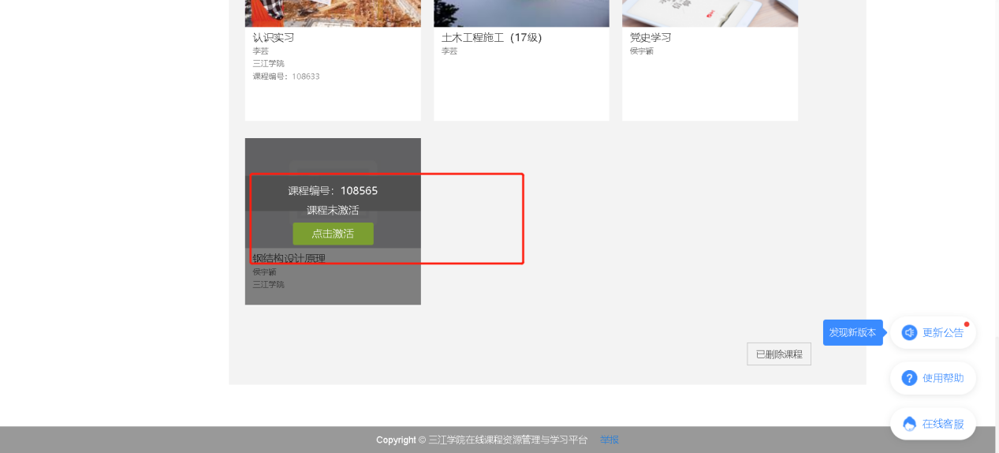 认识实习
李芸
三江学院
课程编号：108633
土木工程施工（17级）
李芸
党史学习
侯宇颖
课程编号：108565
课程未激活
点击激活
钢结构设计原理
侯宇颖
三江学院
已删除课程
发现新版本
更新公告
使用帮助
在线客服
Copyright © 三江学院在线课程资源管理与学习平台 举报